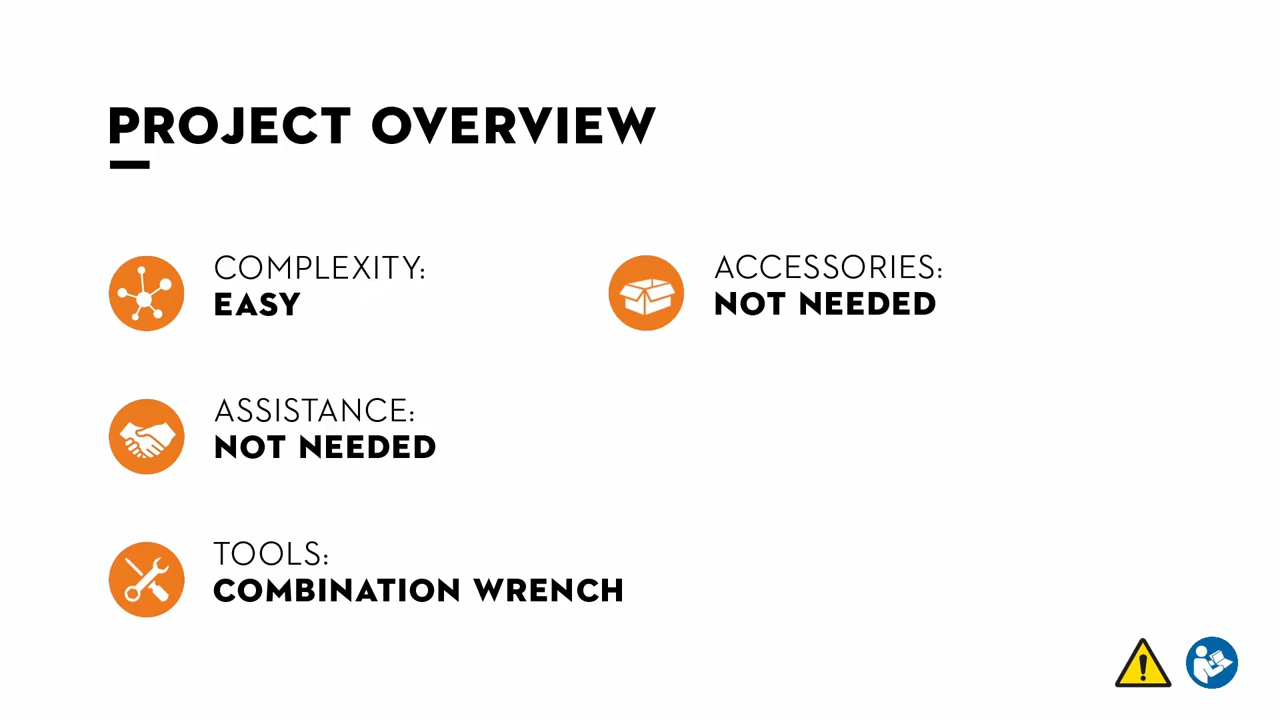 PROJECT OVERVIEW
COMPLEXITY:
EASY
ASSISTANCE:
NOT NEEDED
TOOLS:
COMBINATION WRENCH
ACCESSORIES:
NOT NEEDED